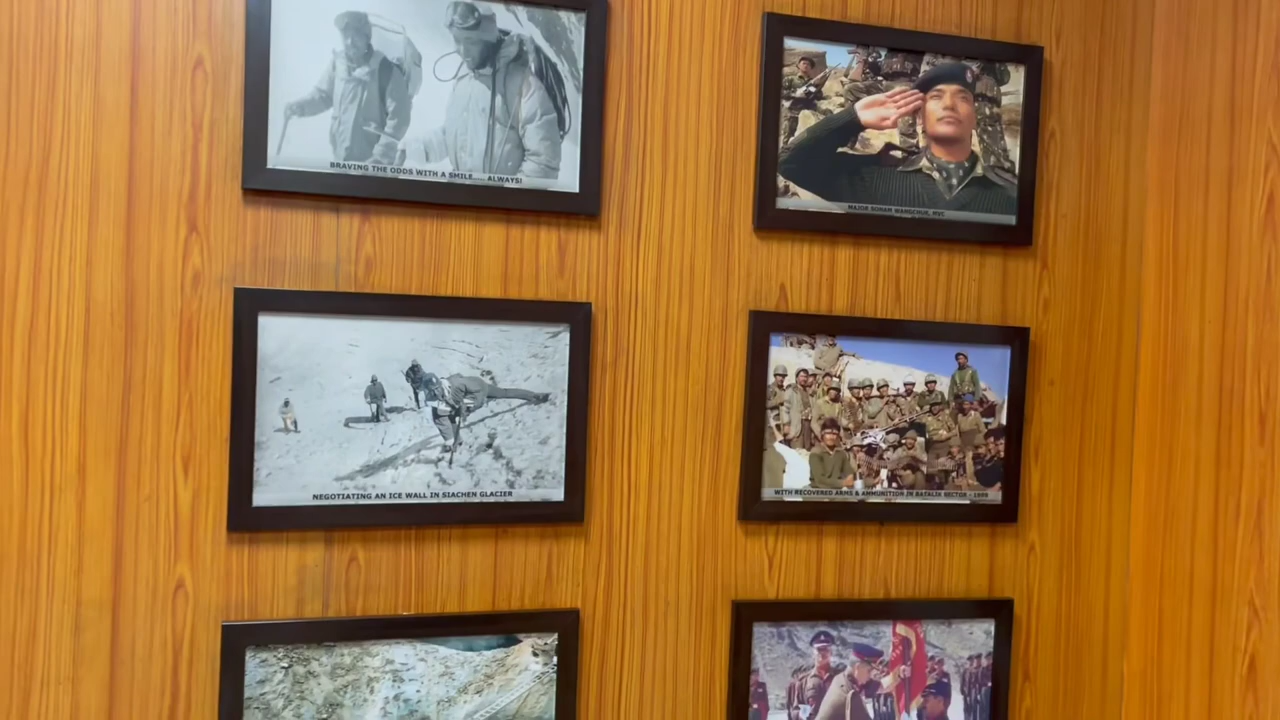 BRAVING THE ODDS WITH A SMILE.... ALWAYS!
MAJOR SONAM WANGCHUK, MVC
NEGOTIATING AN ICE WALL IN SIACHEN GLACIER
WITH RECOVERED ARMS & AMMUNITION IN BATALIK SECTOR - 1999